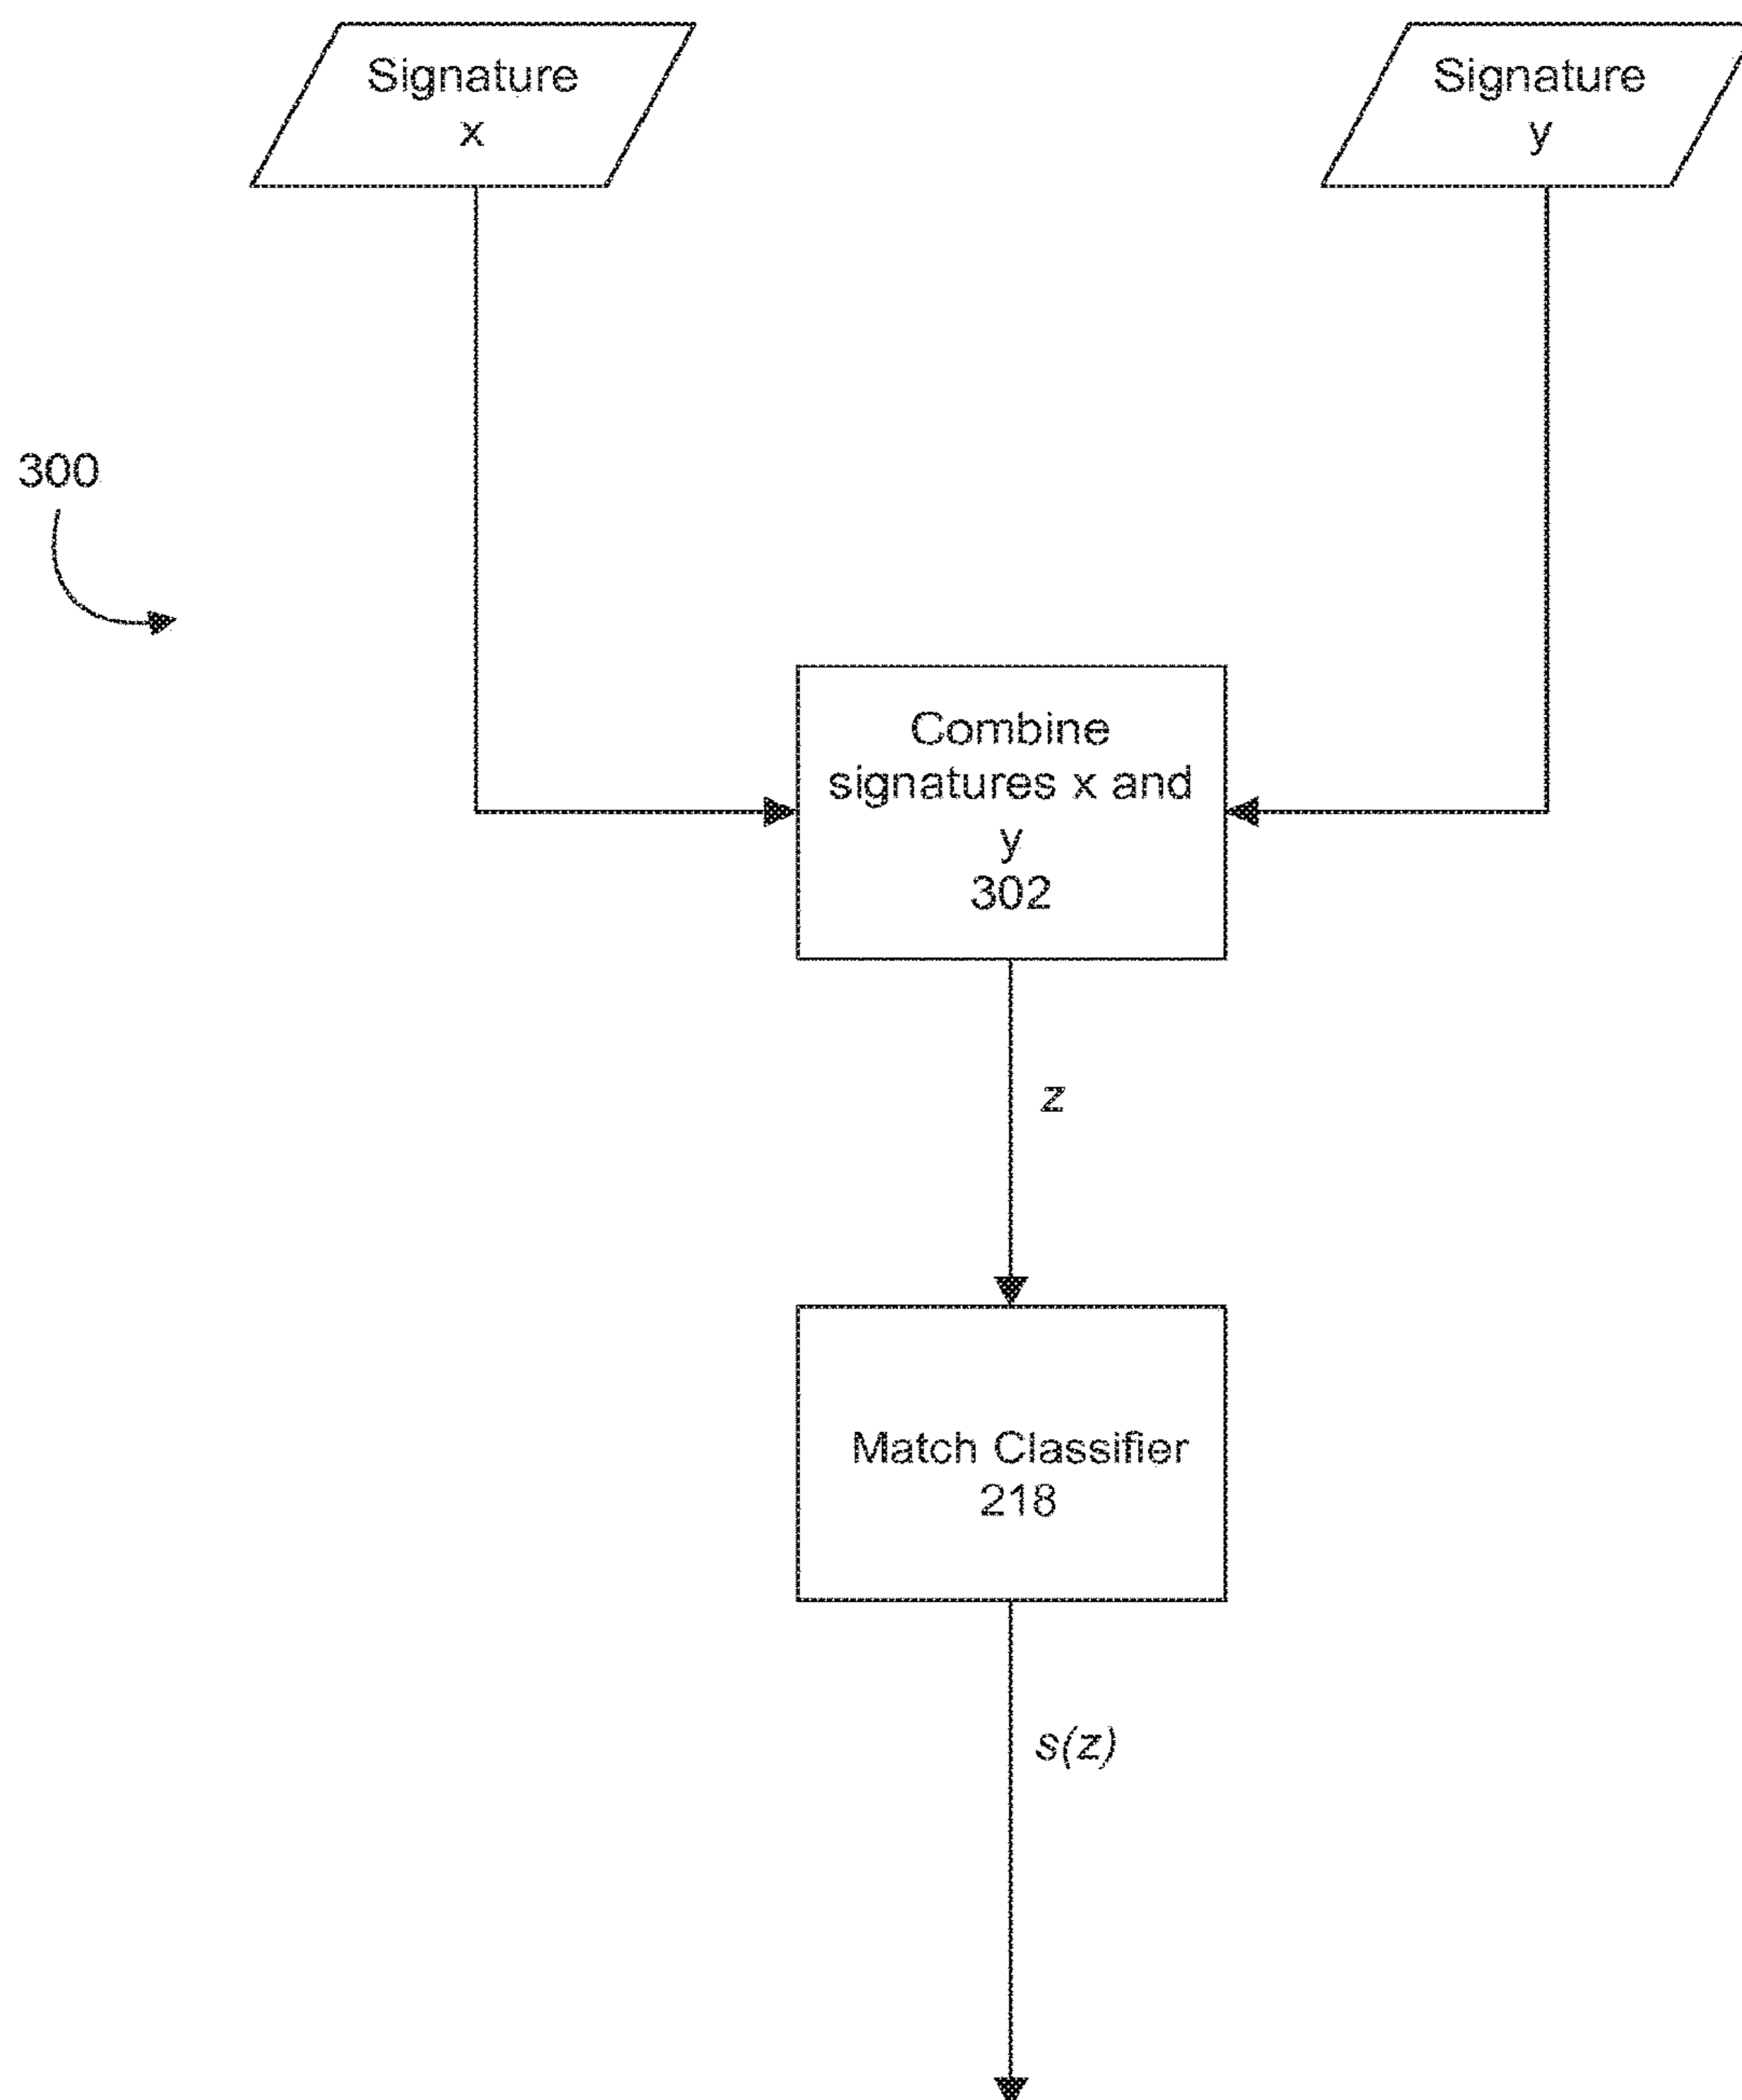 Signature
x
Signature
y
300
Combine
signatures x and
y
302
z
Match Classifier
218
s(z)